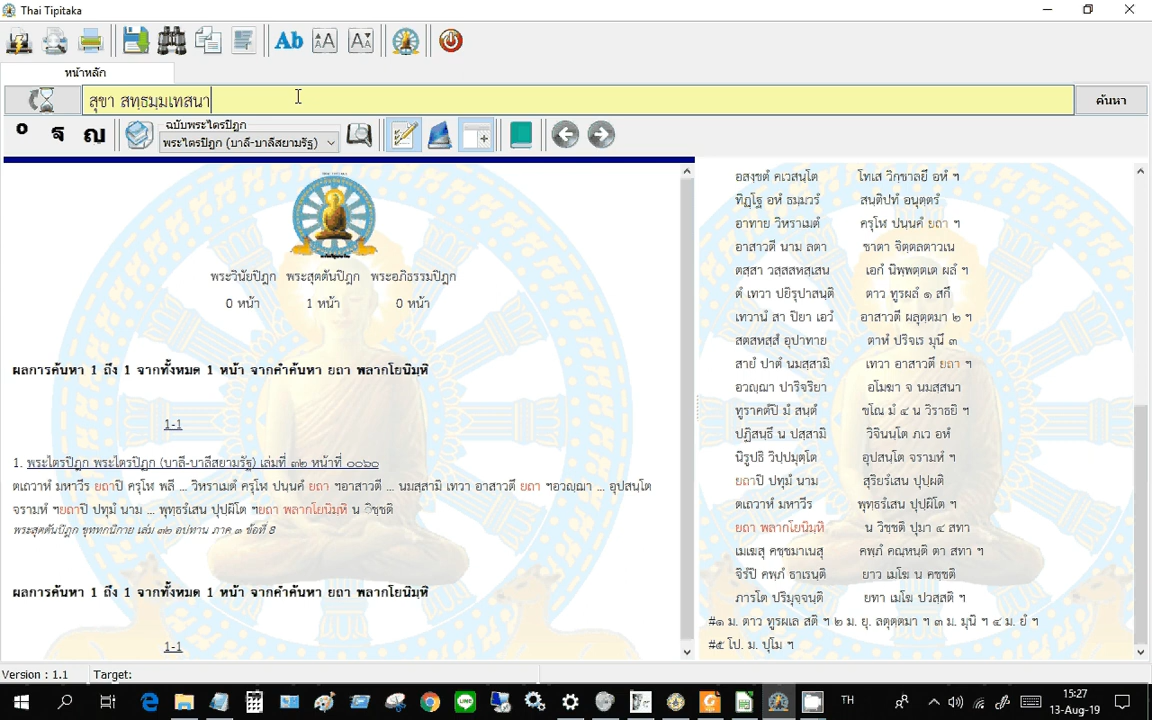 Thai Tipitaka
Ab AA AA
หน้าหลัก
สุขา สทฺธมฺมเทสนา
ค้นหา
ฉบับพระไตรปิฎก
พระไตรปิฎก (บาลี-บาลีสยามรัฐ)
พระวินัยปิฎก พระสุตตันปิฎก พระอภิธรรมปิฎก
0 หน้า 1 หน้า 0 หน้า
ผลการค้นหา 1 ถึง 1 จากทั้งหมด 1 หน้า จากคำค้นหา ยถา พลากโยนิมฺหิ
1-1
1. พระไตรปิฎก พระไตรปิฎก (บาลี-บาลีสยามรัฐ) เล่มที่ ๓๒ หน้าที่ ๐๐๖๐
ตเถวาหํ มหาวีร ยถาปิ ครุโฬ พลี ... วิหราเมตํ ครุโฬ ปนฺนคํ ยถา ฯอาสาวตี ... นมสฺสามิ เทวา อาสาวตี ยถา ฯอวญฺฌา ... อุปสนฺโต
จรามหํ ฯยถาปิ ปทุมํ นาม ... พุทฺธรํเสน ปุปฺผิโต ฯยถา พลากโยนิมฺหิ น ิชฺชติ
พระสุตตันปิฎก ขุททกนิกาย เล่ม ๓๒ อปทาน ภาค ๓ ข้อที่ 8
ผลการค้นหา 1 ถึง 1 จากทั้งหมด 1 หน้า จากคำค้นหา ยถา พลากโยนิมฺหิ
1-1
อสงฺขตํ คเวสนฺโต โทเส วิกฺขาลยึ อหํ ฯ
ทิฏฺโฐ อหํ ธมฺมวรํ สนฺติปทํ อนุตฺตรํ
อาทาย วิหราเมตํ ครุโฬ ปนฺนคํ ยถา ฯ
อาสาวตี นาม ลตา ชาตา จิตฺตลตาวเน
ตสฺสา วสฺสสหสฺเสน เอกํ นิพฺพตฺตเต ผลํ ฯ
ตํ เทวา ปยิรุปาสนฺติ ตาว ทูรผลํ ๑ สกึ
เทวานํ สา ปิยา เอวํ อาสาวตี ผลุตฺตมา ๒ ฯ
สตสหสฺสํ อุปาทาย ตาหํ ปริจเร มุนี ๓
สายํ ปาตํ นมสฺสามิ เทวา อาสาวตึ ยถา ฯ
อวญฺฌา ปาริจริยา อโมฆา จ นมสฺสนา
ทูราคตํปิ มํ สนฺตํ ขโณ มํ ๔ น วิราธยิ ฯ
ปฏิสนฺธึ น ปสฺสามิ วิจินนฺโต ภเว อหํ
นิรูปธิ วิปฺปมุตฺโต อุปสนฺโต จรามหํ ฯ
ยถาปิ ปทุมํ นาม สุริยรํเสน ปุปฺผติ
ตเถวาหํ มหาวีร พุทฺธรํเสน ปุปฺผิโต ฯ
ยถา พลากโยนิมฺหิ น วิชฺชติ ปุมา ๕ สทา
เมเฆสุ คชฺชมาเนสุ คพฺภํ คณฺหนฺติ ตา สทา ฯ
จิรํปิ คพฺภํ ธาเรนฺติ ยาว เมโฆ น คชฺชติ
ภารโต ปริมุจฺจนฺติ ยทา เมโฆ ปวสฺสติ ฯ
#๑ ม. ตาว ทูรผเล สติ ฯ ๒ ม. ยุ. ลตุตฺตมา ฯ ๓ ม. มุนิ ฯ ๔ ม. ยํ ฯ
#๕ โป. ม. ปุโม ฯ
Version : 1.1 Target:
TH
15:27
13-Aug-19